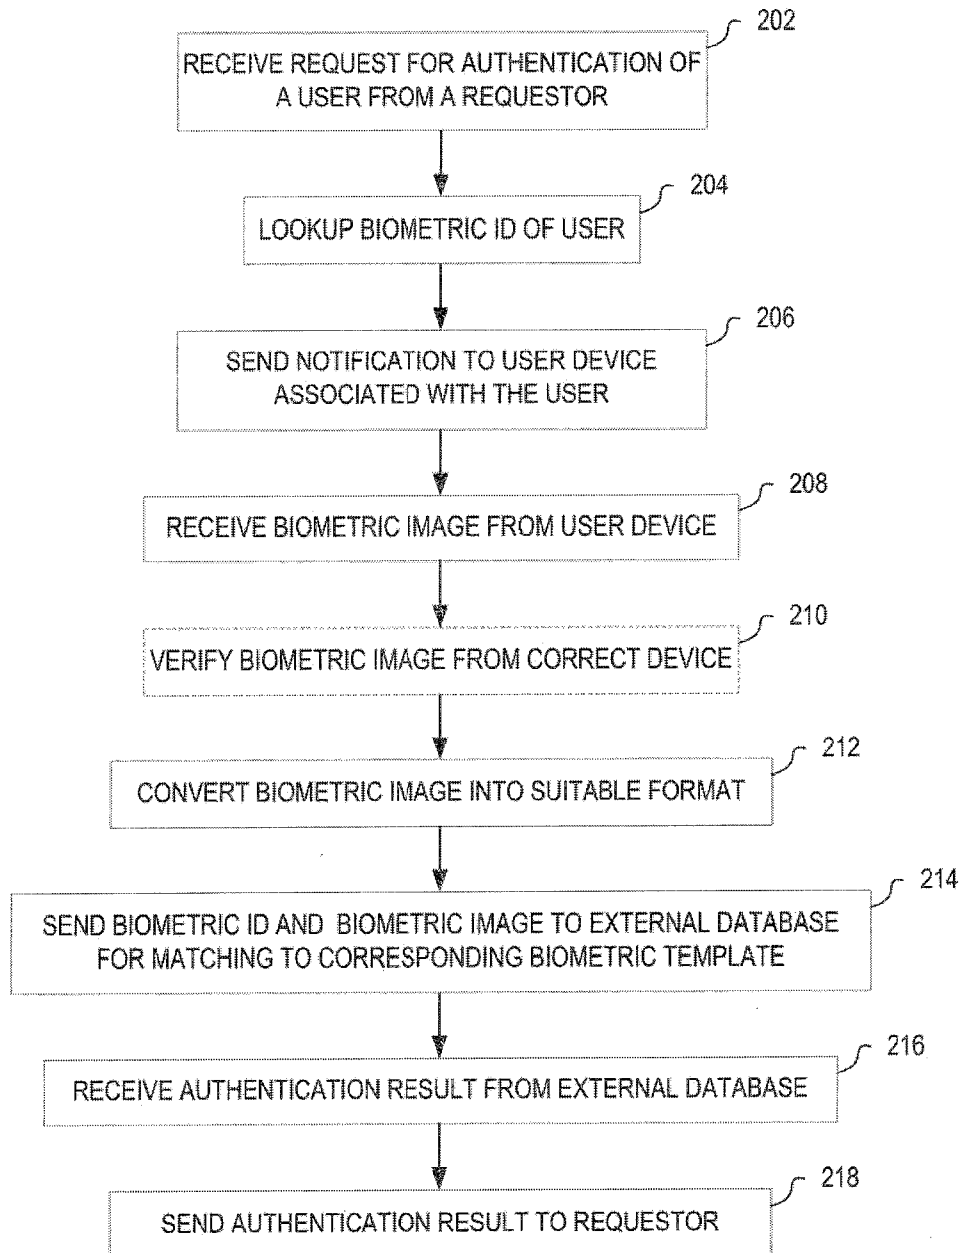 202
RECEIVE REQUEST FOR AUTHENTICATION OF
A USER FROM A REQUESTOR
204
LOOKUP BIOMETRIC ID OF USER
206
SEND NOTIFICATION TO USER DEVICE
ASSOCIATED WITH THE USER
208
RECEIVE BIOMETRIC IMAGE FROM USER DEVICE
210
VERIFY BIOMETRIC IMAGE FROM CORRECT DEVICE
212
CONVERT BIOMETRIC IMAGE INTO SUITABLE FORMAT
214
SEND BIOMETRIC ID AND BIOMETRIC IMAGE TO EXTERNAL DATABASE
FOR MATCHING TO CORRESPONDING BIOMETRIC TEMPLATE
216
RECEIVE AUTHENTICATION RESULT FROM EXTERNAL DATABASE
218
SEND AUTHENTICATION RESULT TO REQUESTOR